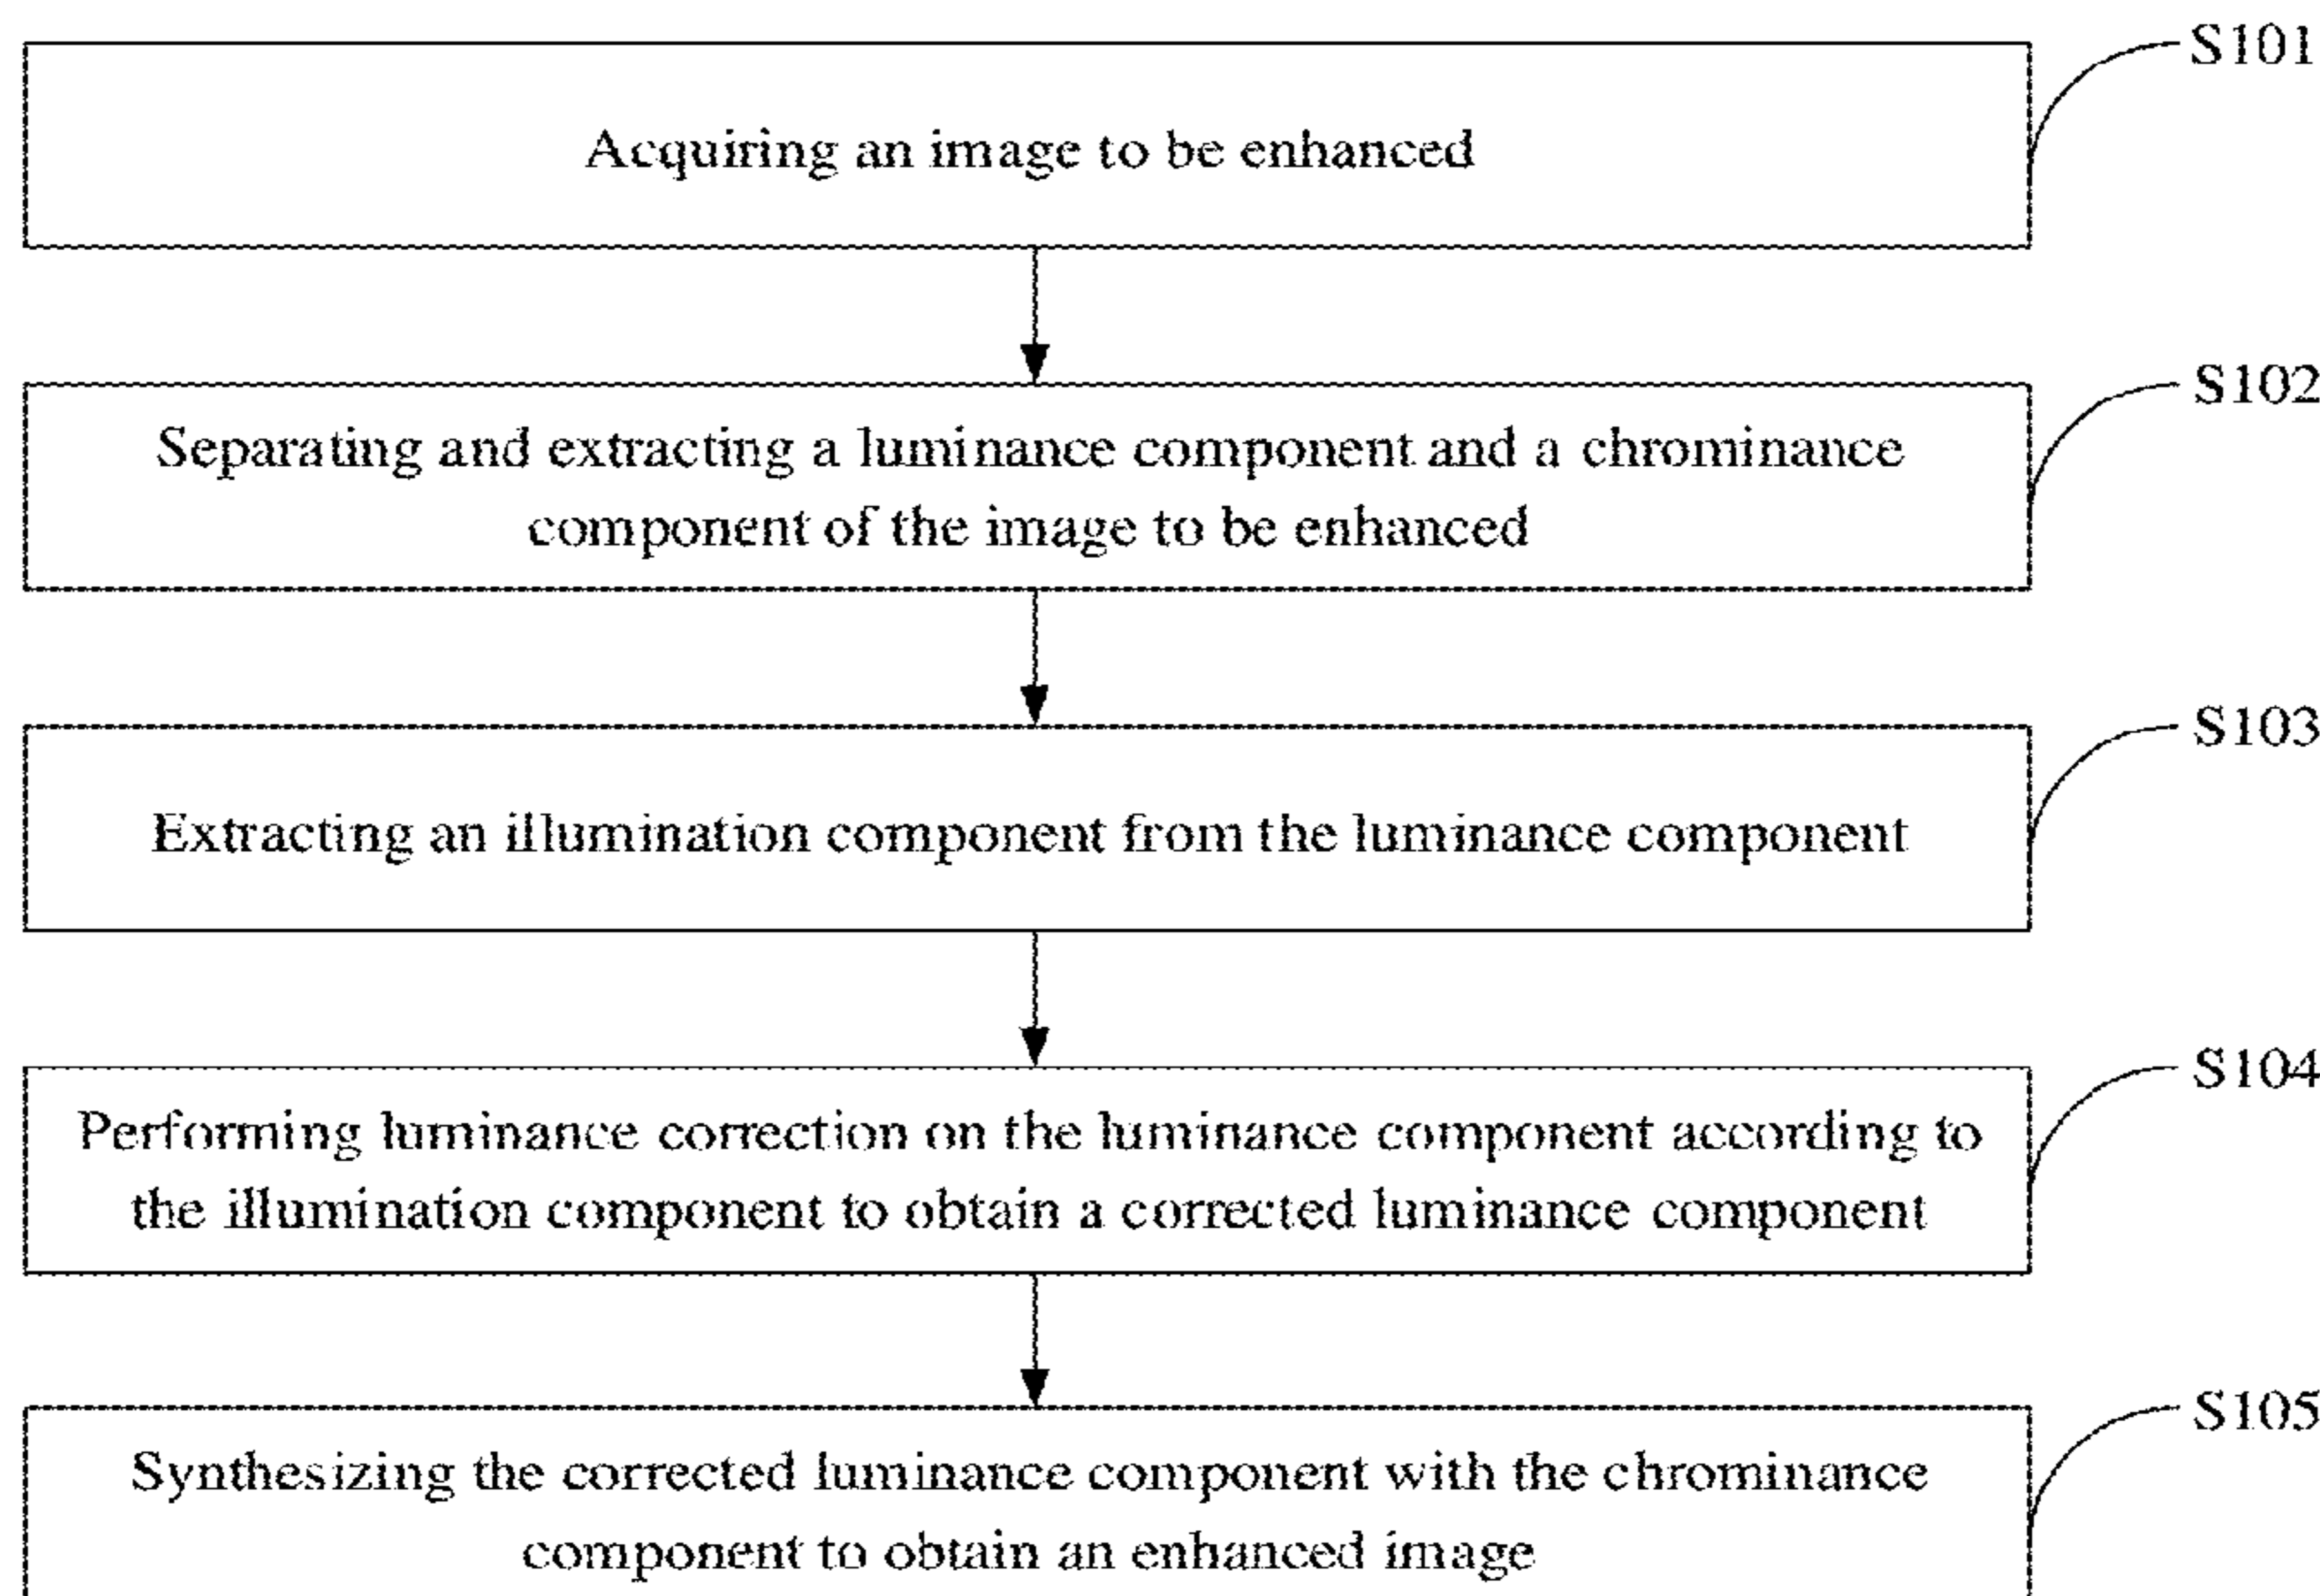 S101
Acquiring an image to be enhanced
S102
Separating and extracting a luminance component and a chrominance
component of the image to be enhanced
S103
Extracting an illumination component from the luminance component
S104
Performing luminance correction on the luminance component according to
the illumination component to obtain a corrected luminance component
S105
Synthesizing the corrected luminance component with the chrominance
component to obtain an enhanced image